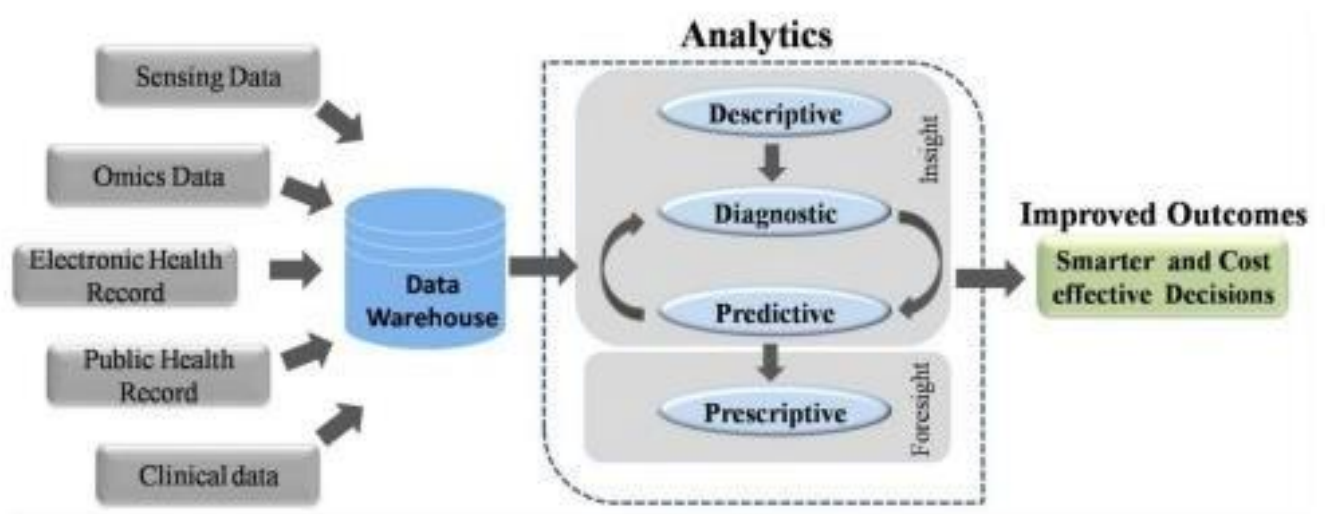 Sensing Data
Omics Data
Electronic Health
Record
Public Health
Record
Clinical data
Data
Warehouse
Analytics
Descriptive
Diagnostic
Predictive
Insight
Prescriptive
Foresight
Improved Outcomes
Smarter and Cost
effective Decisions